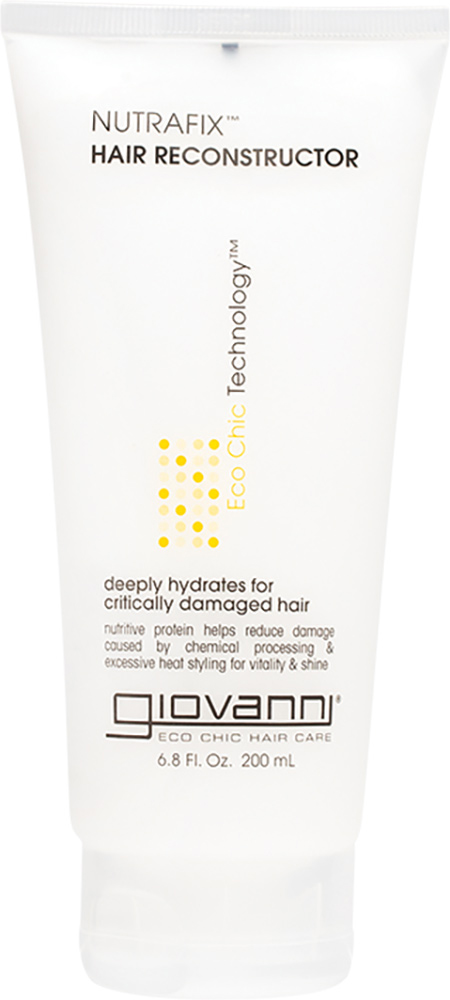 NUTRAFIX™
HAIR RECONSTRUCTOR
Eco Chic Technology™
deeply hydrates for
critically damaged hair
nutritive protein helps reduce damage
caused by chemical processing &
excessive heat styling for vitality & shine
giovanni®
ECO CHIC HAIR CARE
6.8 Fl. Oz. 200 mL